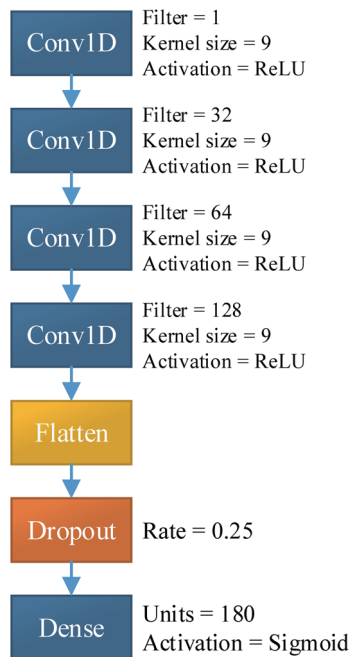 Conv1D
Filter = 1
Kernel size = 9
Activation = ReLU
Conv1D
Filter = 32
Kernel size = 9
Activation = ReLU
Conv1D
Filter = 64
Kernel size = 9
Activation = ReLU
Conv1D
Filter = 128
Kernel size = 9
Activation = ReLU
Flatten
Dropout
Rate = 0.25
Dense
Units = 180
Activation = Sigmoid